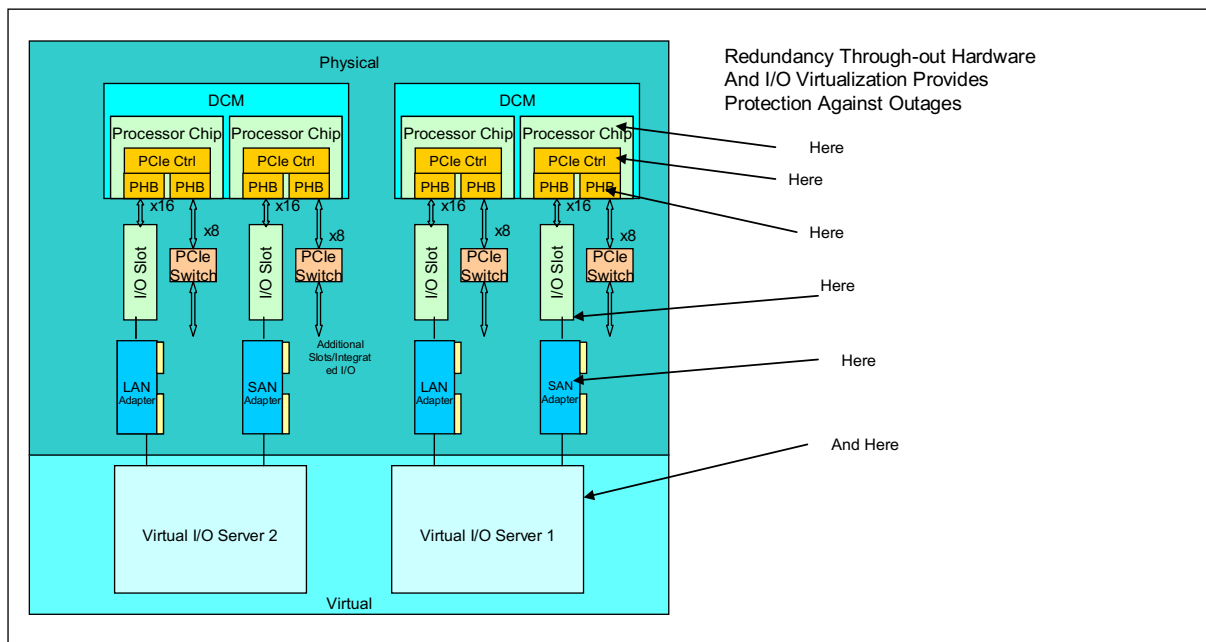 Physical
Redundancy Through-out Hardware
And I/O Virtualization Provides
Protection Against Outages
DCM
DCM
Processor Chip
Processor Chip
Processor Chip
Processor Chip
Here
PCIe Ctrl
PCIe Ctrl
PCIe Ctrl
PCIe Ctrl
Here
PHB
PHB
PHB
PHB
PHB
PHB
PHB
PHB
x16
x16
x16
x16
Here
x8
x8
x8
x8
I/O Slot
PCIe
Switch
I/O Slot
PCIe
Switch
I/O Slot
PCIe
Switch
I/O Slot
PCIe
Switch
Here
Additional
Slots/Integrat
ed I/O
Here
LAN
Adapter
SAN
Adapter
LAN
Adapter
SAN
Adapter
And Here
Virtual I/O Server 2
Virtual I/O Server 1
Virtual